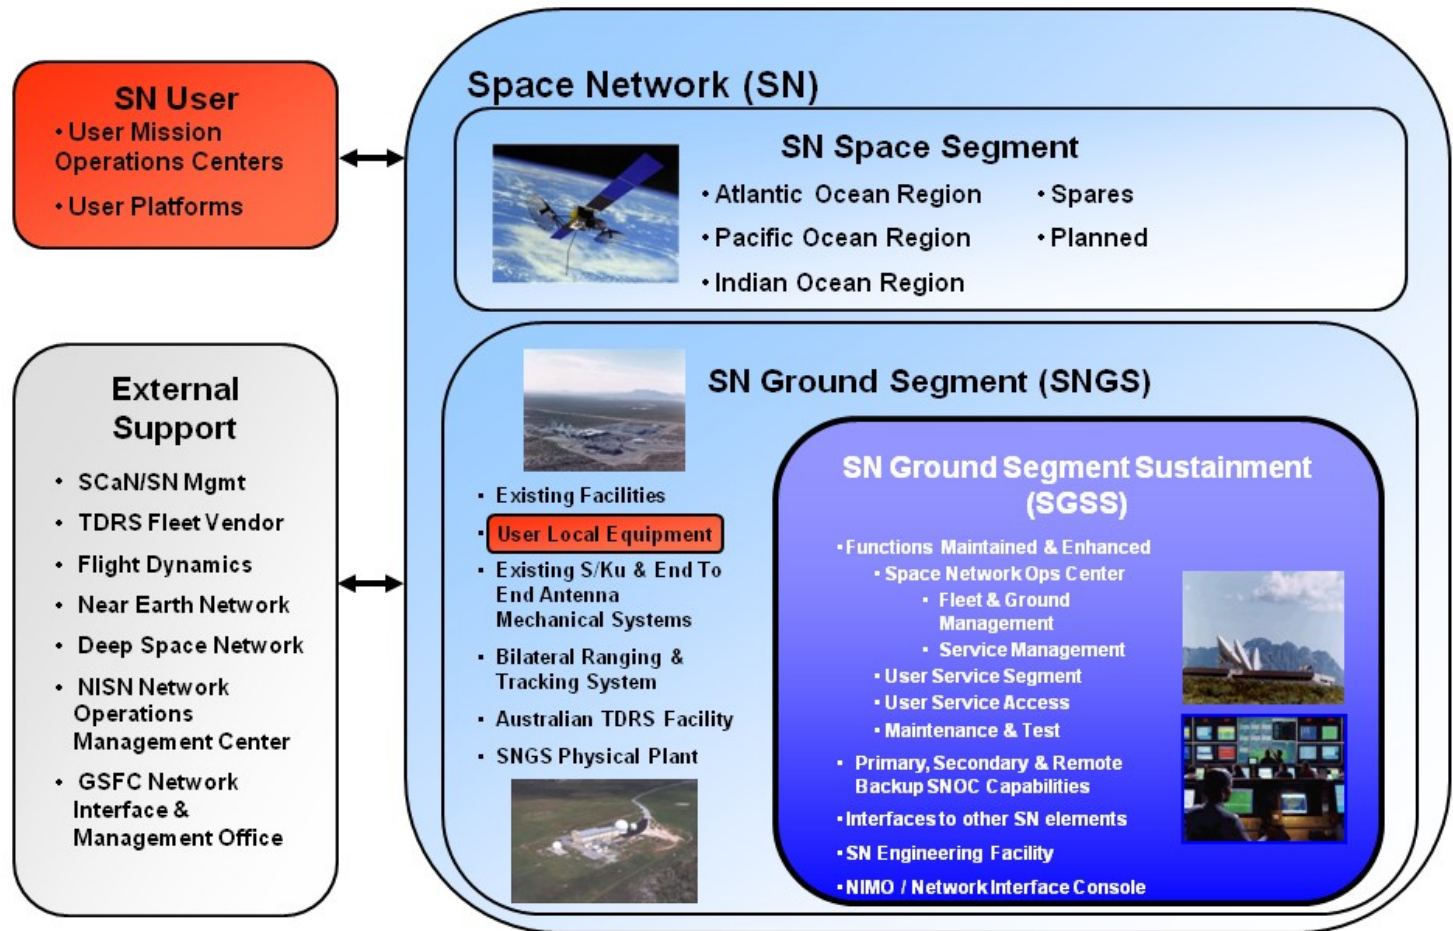 SN User
• User Mission
Operations Centers
• User Platforms
External
Support
• SCaN/SN Mgmt
• TDRS Fleet Vendor
• Flight Dynamics
• Near Earth Network
• Deep Space Network
• NISN Network
Operations
Management Center
• GSFC Network
Interface &
Management Office
Space Network (SN)
SN Space Segment
• Atlantic Ocean Region
• Pacific Ocean Region
• Indian Ocean Region
• Spares
• Planned
SN Ground Segment (SNGS)
▪ Existing Facilities
▪ User Local Equipment
▪ Existing S/Ku & End To
End Antenna
Mechanical Systems
▪ Bilateral Ranging &
Tracking System
▪ Australian TDRS Facility
▪ SNGS Physical Plant
SN Ground Segment Sustainment
(SGSS)
▪ Functions Maintained & Enhanced
▪ Space Network Ops Center
▪ Fleet & Ground
Management
▪ Service Management
▪ User Service Segment
▪ User Service Access
▪ Maintenance & Test
▪ Primary, Secondary & Remote
Backup SNOC Capabilities
▪ Interfaces to other SN elements
▪ SN Engineering Facility
▪ NIMO / Network Interface Console